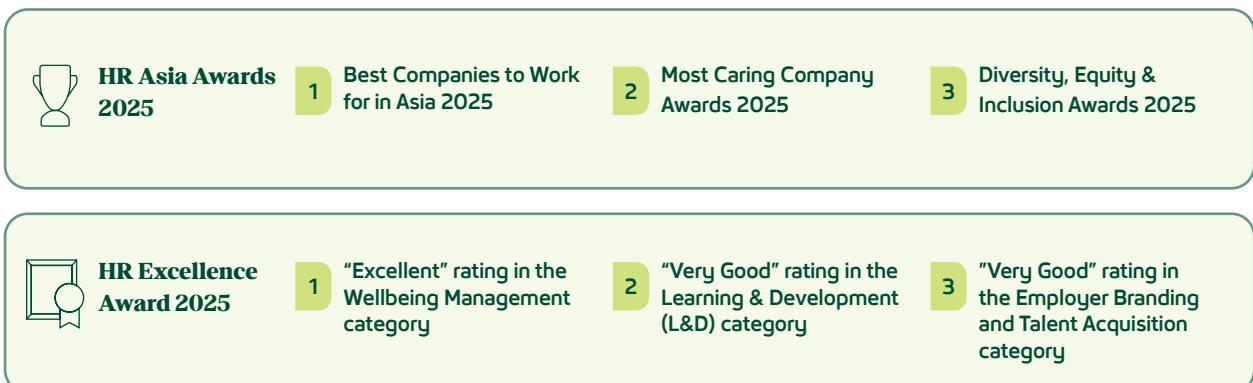 HR Asia Awards
2025
1
Best Companies to Work
for in Asia 2025
2
Most Caring Company
Awards 2025
3
Diversity, Equity &
Inclusion Awards 2025
HR Excellence
Award 2025
1
“Excellent” rating in the
Wellbeing Management
category
2
“Very Good” rating in the
Learning & Development
(L&D) category
3
”Very Good” rating in
the Employer Branding
and Talent Acquisition
category